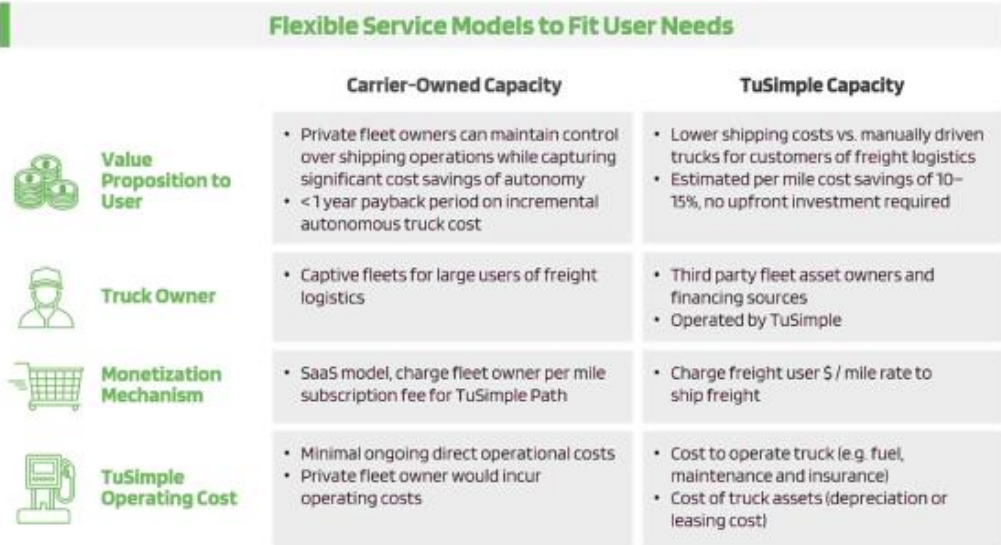 Flexible Service Models to Fit User Needs
Carrier-Owned Capacity
TuSimple Capacity
Value
Proposition to
User
• Private fleet owners can maintain control
over shipping operations while capturing
significant cost savings of autonomy
• < 1 year payback period on incremental
autonomous truck cost
• Lower shipping costs vs. manually driven
trucks for customers of freight logistics
• Estimated per mile cost savings of 10–
15%, no upfront investment required
Truck Owner
• Captive fleets for large users of freight
logistics
• Third party fleet asset owners and
financing sources
• Operated by TuSimple
Monetization
Mechanism
• SaaS model, charge fleet owner per mile
subscription fee for TuSimple Path
• Charge freight user $ / mile rate to
ship freight
TuSimple
Operating Cost
• Minimal ongoing direct operational costs
• Private fleet owner would incur
operating costs
• Cost to operate truck (e.g. fuel,
maintenance and insurance)
• Cost of truck assets (depreciation or
leasing cost)